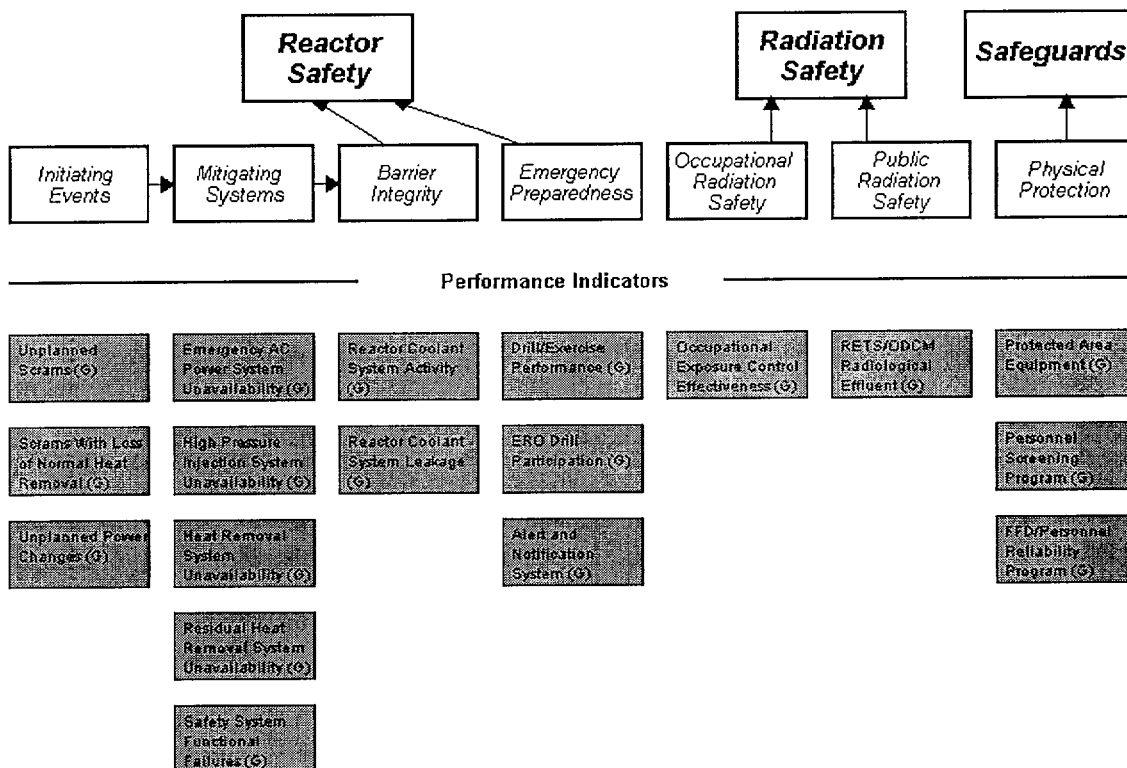 Reactor
Safety
Radiation
Safety
Safeguards
Initiating
Events
Mitigating
Systems
Barrier
Integrity
Emergency
Preparedness
Occupational
Radiation
Safety
Public
Radiation
Safety
Physical
Protection
Performance Indicators
Unplanned
Scrams (G)
Emergency AC
Power System
Unavailability (G)
Reactor Coolant
System Activity
(G)
Drill/Exercise
Performance (G)
Occupational
Exposure Control
Effectiveness (G)
RETS/ODCM
Radiological
Effluent (G)
Protected Area
Equipment (G)
Scrams With Loss
of Normal Heat
Removal (G)
High Pressure
Injection System
Unavailability (G)
Reactor Coolant
System Leakage
(G)
ERO Drill
Participation (G)
Personnel
Screening
Program (G)
Unplanned Power
Changes (G)
Heat Removal
System
Unavailability (G)
Alert and
Notification
System (G)
FFD/Personnel
Reliability
Program (G)
Residual Heat
Removal System
Unavailability (G)
Safety System
Functional
Failures (G)